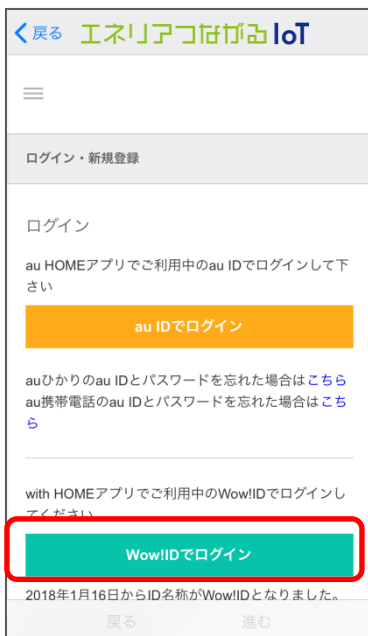 戻る エネリアつながるIoT
ログイン・新規登録
ログイン
au HOMEアプリでご利用中のau IDでログインして下
さい
au IDでログイン
auひかりのau IDとパスワードを忘れた場合はこちら
au携帯電話のau IDとパスワードを忘れた場合はこち
ら
with HOMEアプリでご利用中のWow!IDでログインし
てください
Wow!IDでログイン
2018年1月16日からID名称がWow!IDとなりました。
戻る 進む